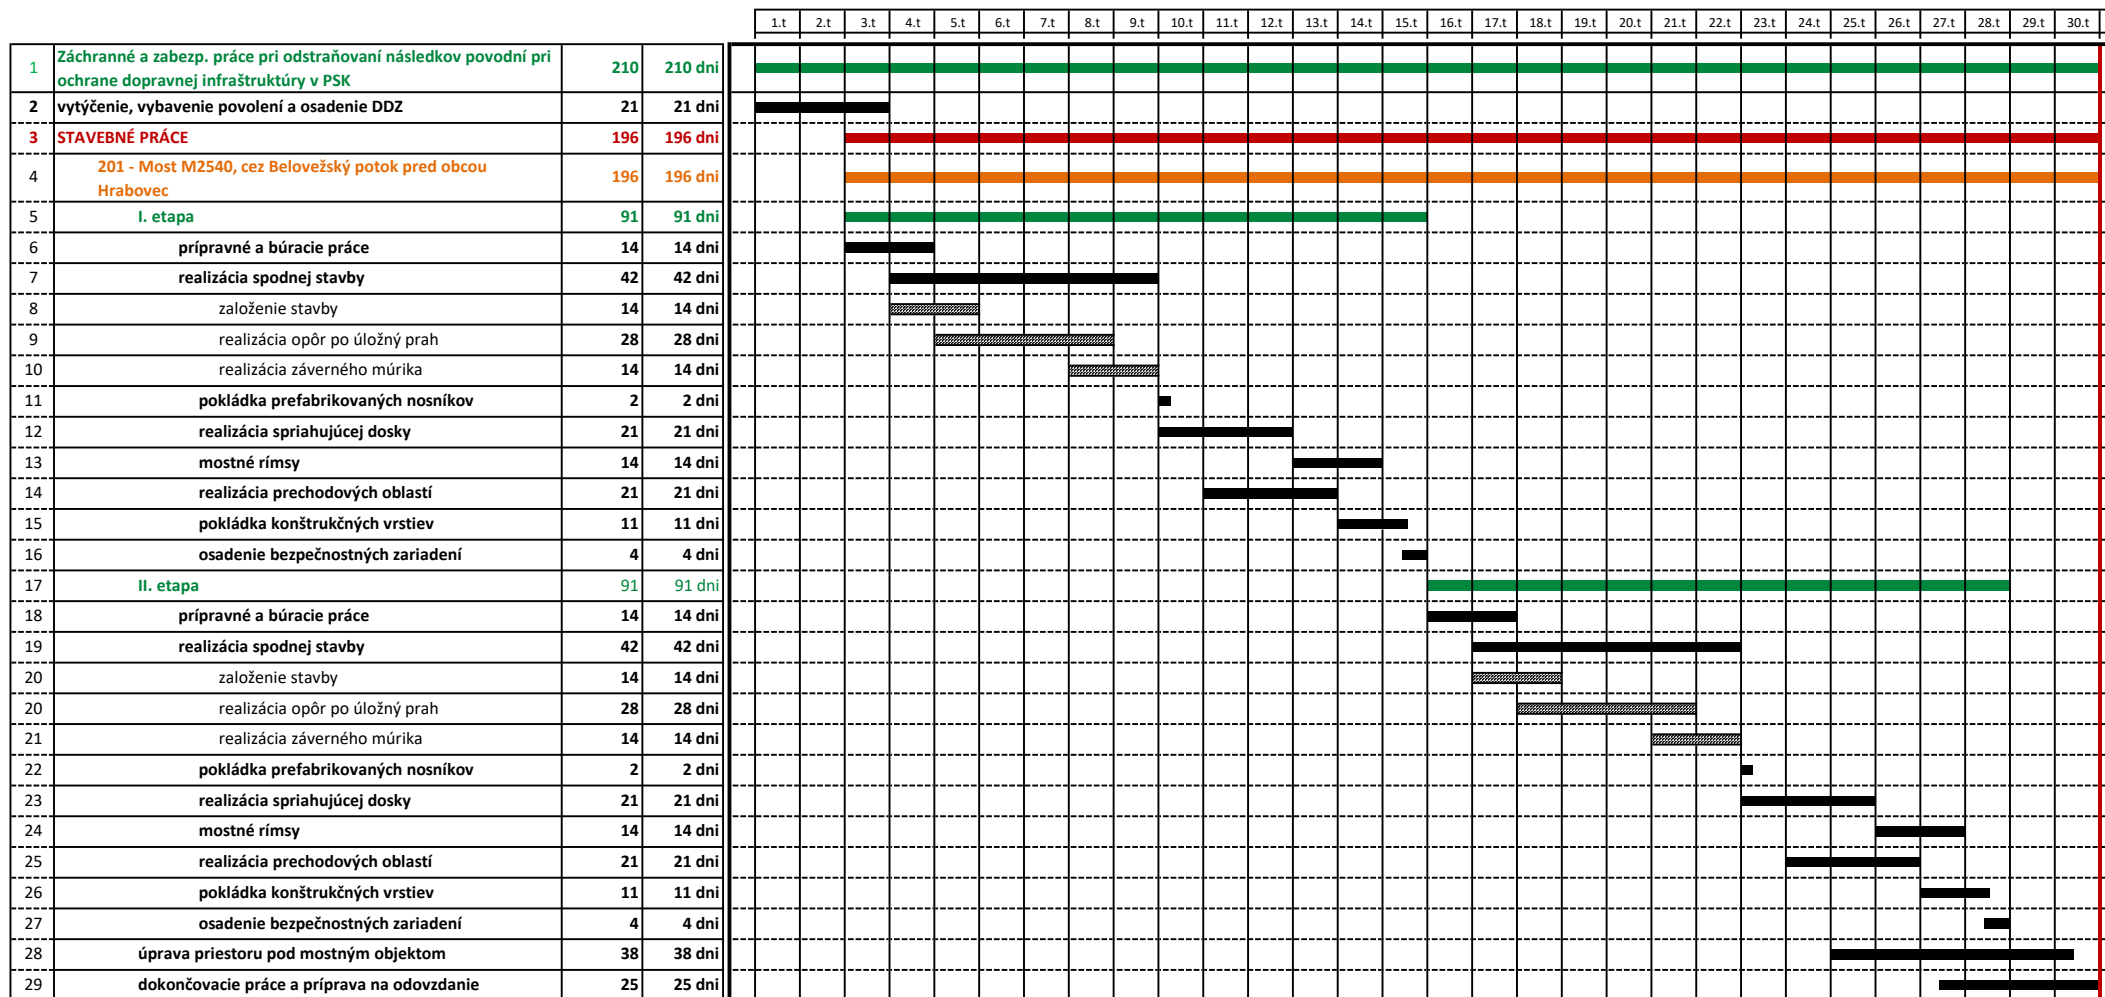 1.t 2.t 3.t 4.t 5.t 6.t 7.t 8.t 9.t 10.t 11.t 12.t 13.t 14.t 15.t 16.t 17.t 18.t 19.t 20.t 21.t 22.t 23.t 24.t 25.t 26.t 27.t 28.t 29.t 30.t
1 Záchranné a zabezp. práce pri odstraňovaní následkov povodní pri
ochrane dopravnej infraštruktúry v PSK 210 210 dni
2 vytýčenie, vybavenie povolení a osadenie DDZ 21 21 dni
3 STAVEBNÉ PRÁCE 196 196 dni
4 201 - Most M2540, cez Belovežský potok pred obcou
Hrabovec 196 196 dni
5 I. etapa 91 91 dni
6 prípravné a búracie práce 14 14 dni
7 realizácia spodnej stavby 42 42 dni
8 založenie stavby 14 14 dni
9 realizácia opôr po úložný prah 28 28 dni
10 realizácia záverného múrika 14 14 dni
11 pokládka prefabrikovaných nosníkov 2 2 dni
12 realizácia spriahujúcej dosky 21 21 dni
13 mostné rímsy 14 14 dni
14 realizácia prechodových oblastí 21 21 dni
15 pokládka konštrukčných vrstiev 11 11 dni
16 osadenie bezpečnostných zariadení 4 4 dni
17 II. etapa 91 91 dni
18 prípravné a búracie práce 14 14 dni
19 realizácia spodnej stavby 42 42 dni
20 založenie stavby 14 14 dni
20 realizácia opôr po úložný prah 28 28 dni
21 realizácia záverného múrika 14 14 dni
22 pokládka prefabrikovaných nosníkov 2 2 dni
23 realizácia spriahujúcej dosky 21 21 dni
24 mostné rímsy 14 14 dni
25 realizácia prechodových oblastí 21 21 dni
26 pokládka konštrukčných vrstiev 11 11 dni
27 osadenie bezpečnostných zariadení 4 4 dni
28 úprava priestoru pod mostným objektom 38 38 dni
29 dokončovacie práce a príprava na odovzdanie 25 25 dni